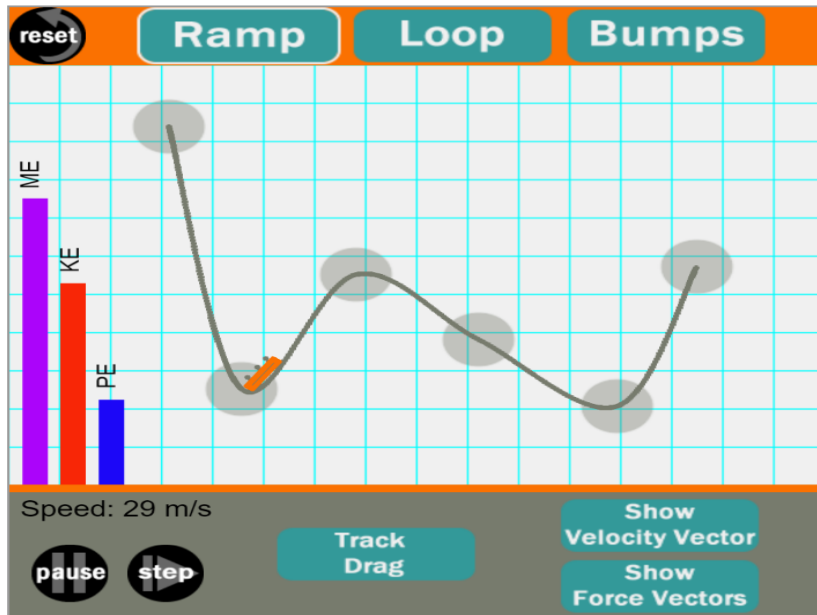 reset
Ramp
Loop
Bumps
ME
KE
PE
Speed: 29 m/s
pause
step
Track
Drag
Show
Velocity Vector
Show
Force Vectors